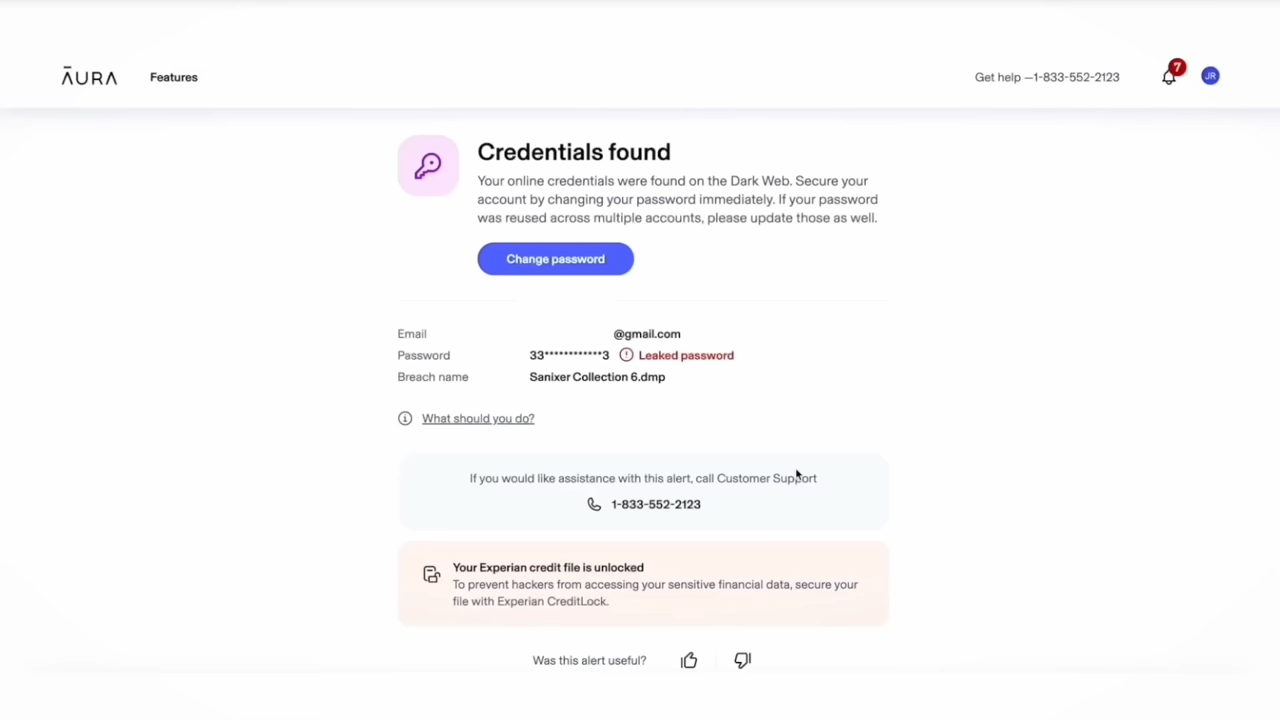 ĀURA Features Get help —1-833-552-2123 7 JR
Credentials found
Your online credentials were found on the Dark Web. Secure your
account by changing your password immediately. If your password
was reused across multiple accounts, please update those as well.
Change password
Email @gmail.com
Password 33************3 Leaked password
Breach name Sanixer Collection 6.dmp
What should you do?
If you would like assistance with this alert, call Customer Support
1-833-552-2123
Your Experian credit file is unlocked
To prevent hackers from accessing your sensitive financial data, secure your
file with Experian CreditLock.
Was this alert useful?